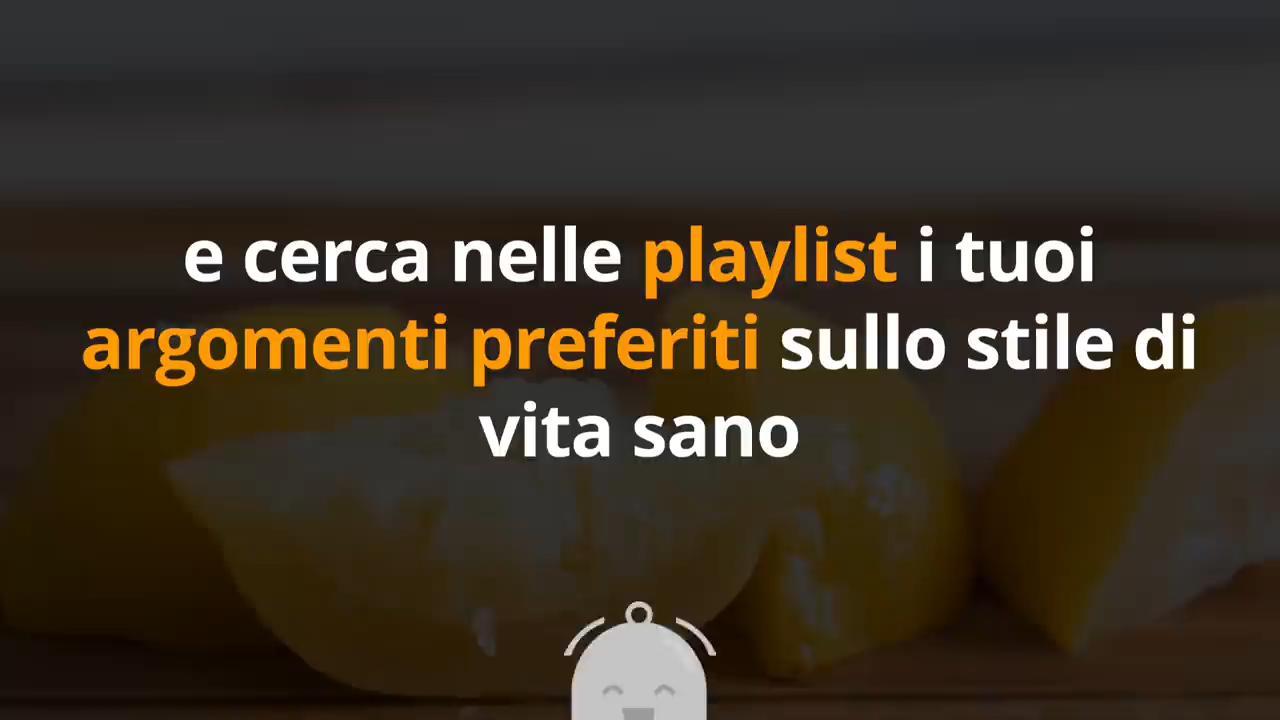 e cerca nelle playlist i tuoi
argomenti preferiti sullo stile di
vita sano